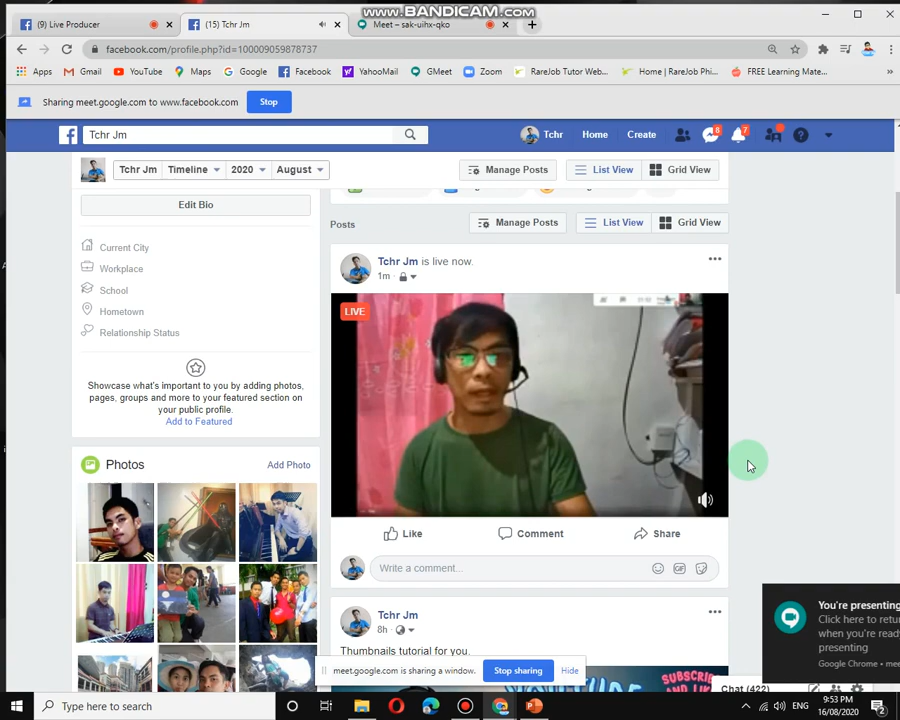 www.BANDICAM.com
(9) Live Producer
(15) Tchr Jm
Meet – sak-uihx-qko
facebook.com/profile.php?id=100009059878737
Apps
Gmail
YouTube
Maps
Google
Facebook
YahooMail
GMeet
Zoom
RareJob Tutor Web...
Home | RareJob Phi...
FREE Learning Mate...
Sharing meet.google.com to www.facebook.com
Stop
Tchr Jm
Tchr
Home
Create
8
7
Tchr Jm
Timeline
2020
August
Manage Posts
List View
Grid View
Edit Bio
Posts
Manage Posts
List View
Grid View
Current City
Workplace
School
Hometown
Relationship Status
Showcase what's important to you by adding photos,
pages, groups and more to your featured section on
your public profile.
Add to Featured
Photos
Add Photo
Tchr Jm is live now.
1m
LIVE
Like
Comment
Share
Write a comment...
GIF
Tchr Jm
8h
Thumbnails tutorial for you.
meet.google.com is sharing a window.
Stop sharing
Hide
You're presenting
Click here to retu
when you're ready
presenting
Google Chrome • mee
Chat (422)
Type here to search
ENG
9:53 PM
16/08/2020
2